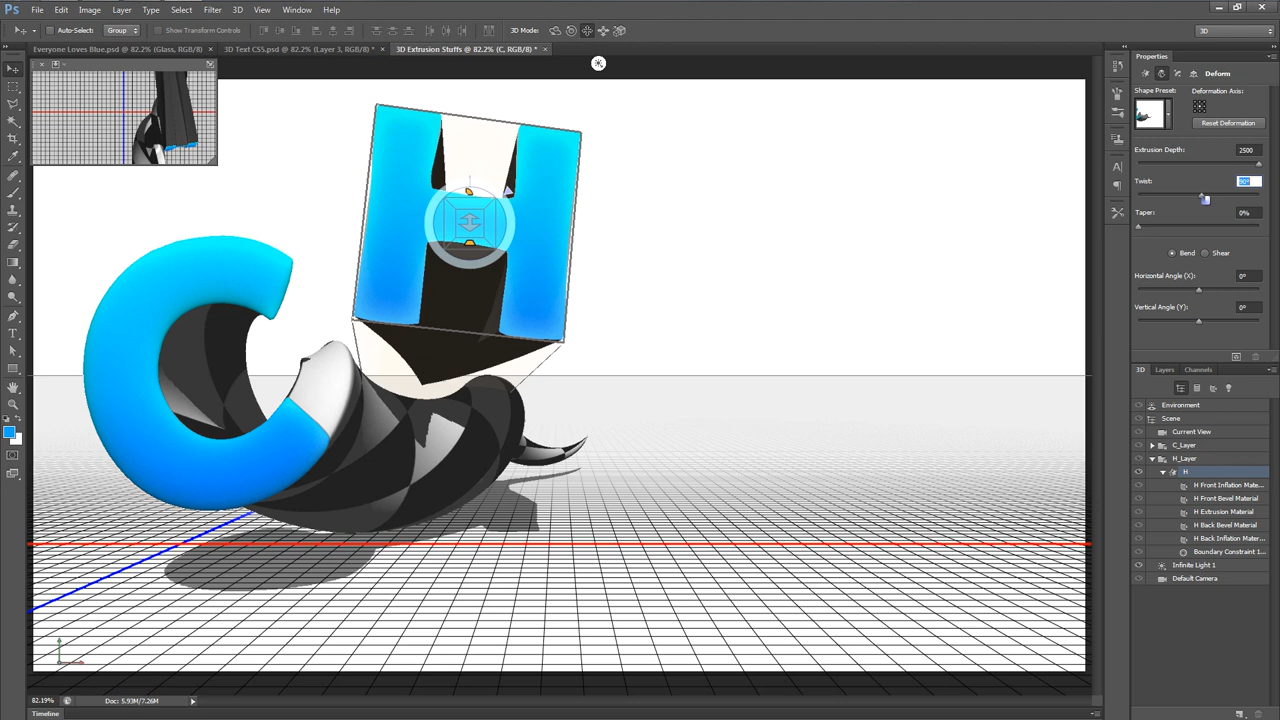 Ps File Edit Image Layer Type Select Filter 3D View Window Help
Auto-Select: Group Show Transform Controls 3D Mode: 3D
Everyone Loves Blue.psd @ 82.2% (Glass, RGB/8) × 3D Text CS5.psd @ 82.2% (Layer 3, RGB/8) * × 3D Extrusion Stuffs @ 82.2% (C, RGB/8) * ×
Properties
Deform
Shape Preset: Deformation Axis:
Reset Deformation
Extrusion Depth: 2500
Twist:
Taper: 0%
Bend Shear
Horizontal Angle (X): 0°
Vertical Angle (Y): 0°
3D Layers Channels
Environment
Scene
Current View
C_Layer
H_Layer
H
H Front Inflation Mate...
H Front Bevel Material
H Extrusion Material
H Back Bevel Material
H Back Inflation Mater...
Boundary Constraint 1...
Infinite Light 1
Default Camera
C H
82.19% Doc: 5.93M/7.26M
Timeline